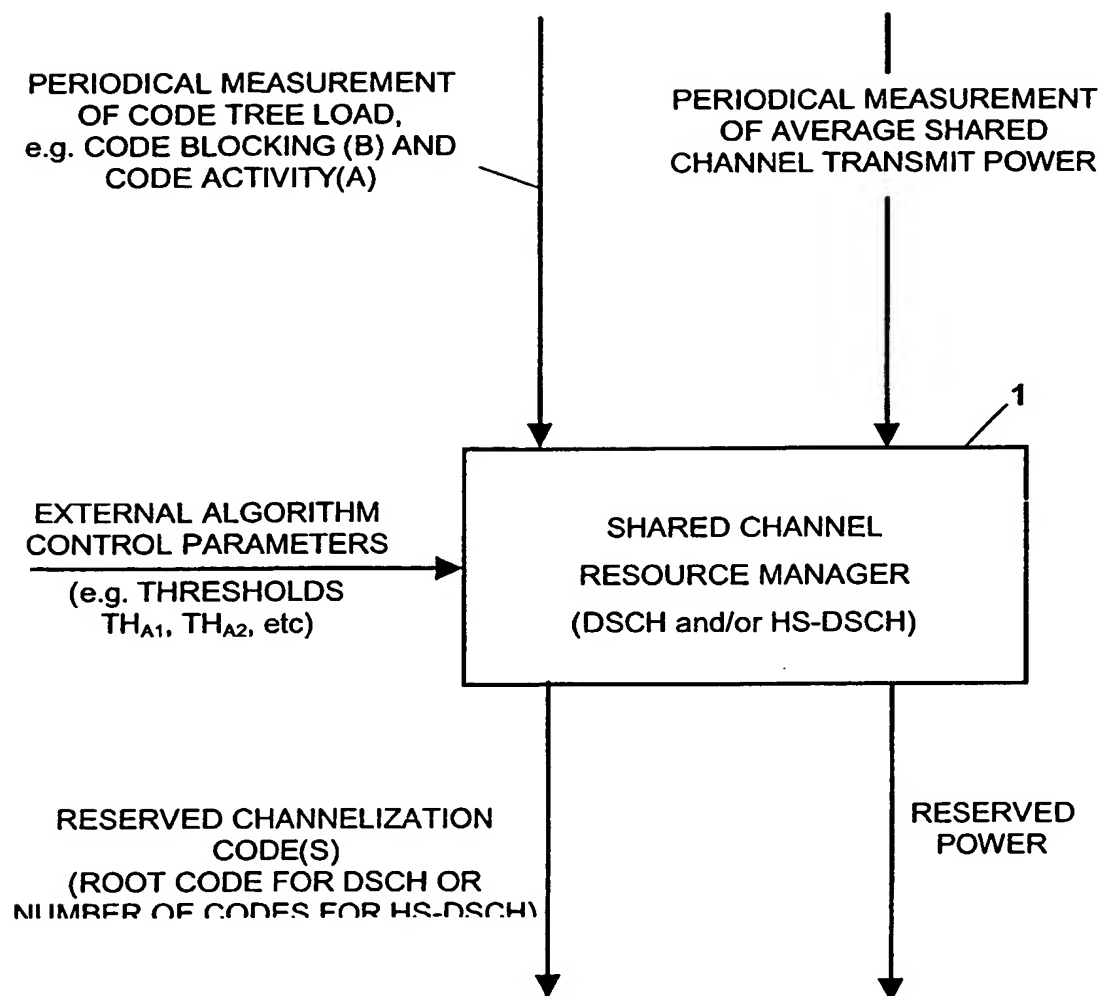 PERIODICAL MEASUREMENT
OF CODE TREE LOAD,
e.g. CODE BLOCKING (B) AND
CODE ACTIVITY(A)
PERIODICAL MEASUREMENT
OF AVERAGE SHARED
CHANNEL TRANSMIT POWER
1
EXTERNAL ALGORITHM
CONTROL PARAMETERS
(e.g. THRESHOLDS
TH_A1, TH_A2, etc)
SHARED CHANNEL
RESOURCE MANAGER
(DSCH and/or HS-DSCH)
RESERVED CHANNELIZATION
CODE(S)
(ROOT CODE FOR DSCH OR
NUMBER OF CODES FOR HS-DSCH)
RESERVED
POWER